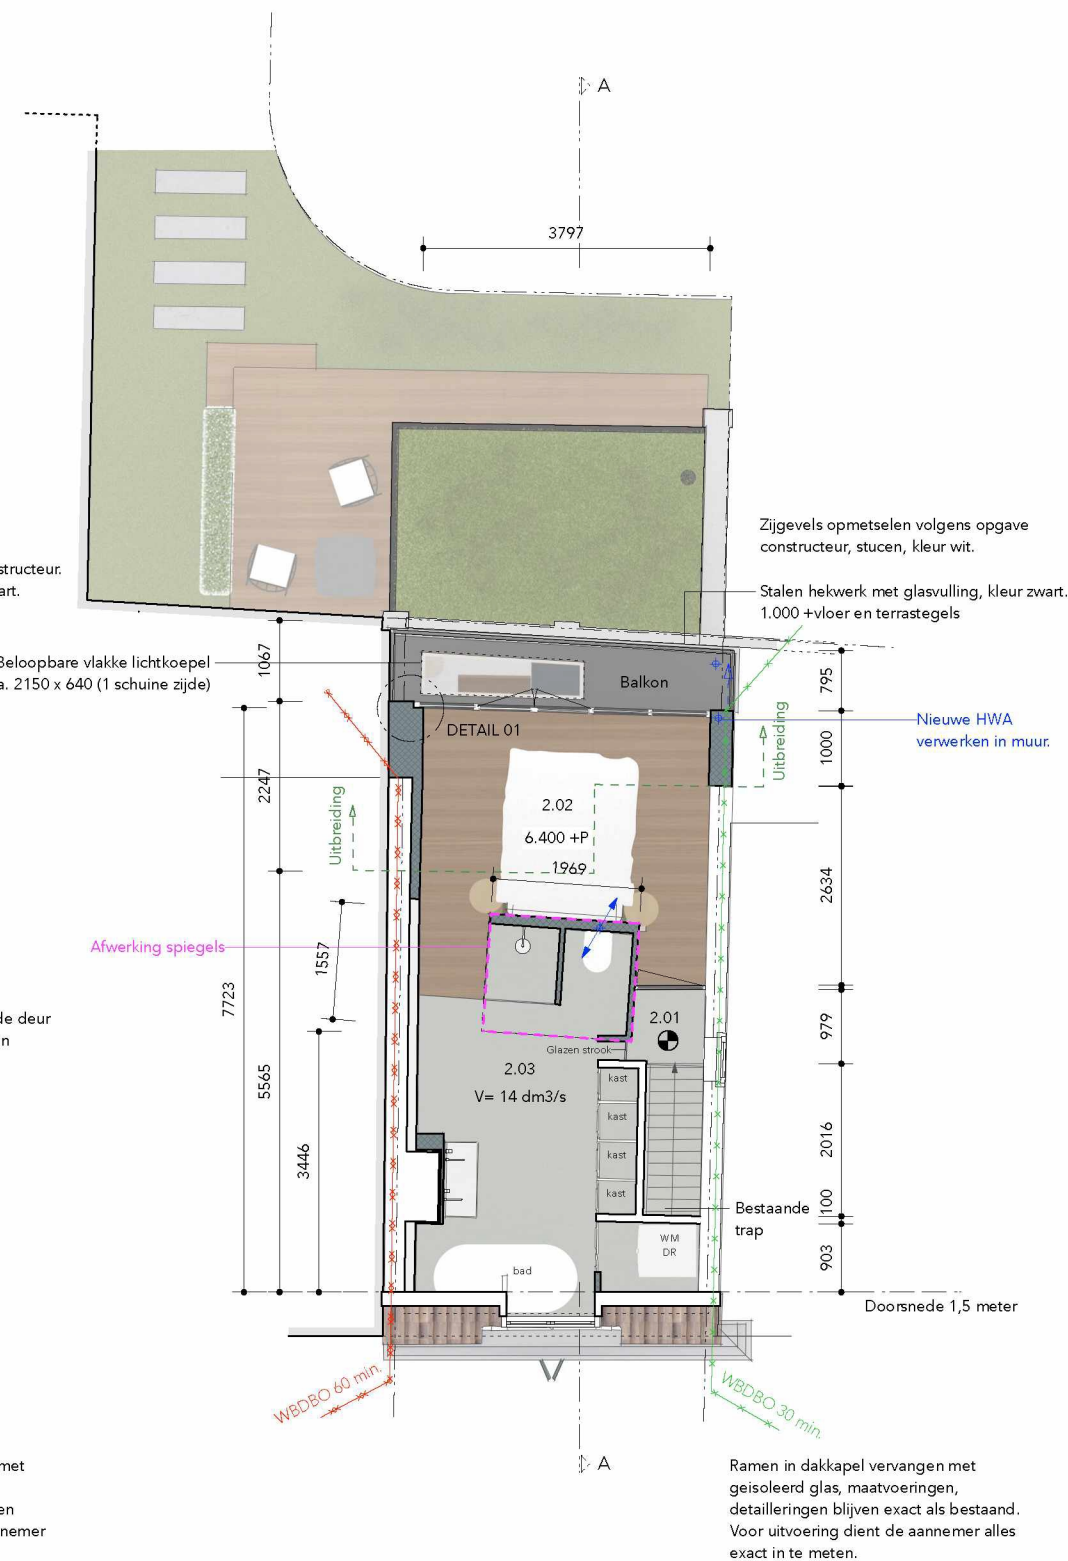 A
3797
Zijgevels opmetselen volgens opgave
constructeur, stucen, kleur wit.
structeur.
art.
Stalen hekwerk met glasvulling, kleur zwart.
1.000 +vloer en terrastegels
Beloopbare vlakke lichtkoepel
a. 2150 x 640 (1 schuine zijde)
1067
Balkon
795
DETAIL 01
Nieuwe HWA
verwerken in muur.
Uitbreiding
1000
2247
Uitbreiding
2.02
6.400 +P
1969
2634
Afwerking spiegels
1557
7723
de deur
n
2.01
979
Glazen strook
2.03
V= 14 dm3/s
kast
kast
kast
kast
5565
3446
2016
100
Bestaande
trap
WM
DR
903
bad
Doorsnede 1,5 meter
WBDBO 60 min.
WBDBO 30 min.
A
met
en
nemer
Ramen in dakkapel vervangen met
geisoleerd glas, maatvoeringen,
detailleringen blijven exact als bestaand.
Voor uitvoering dient de aannemer alles
exact in te meten.